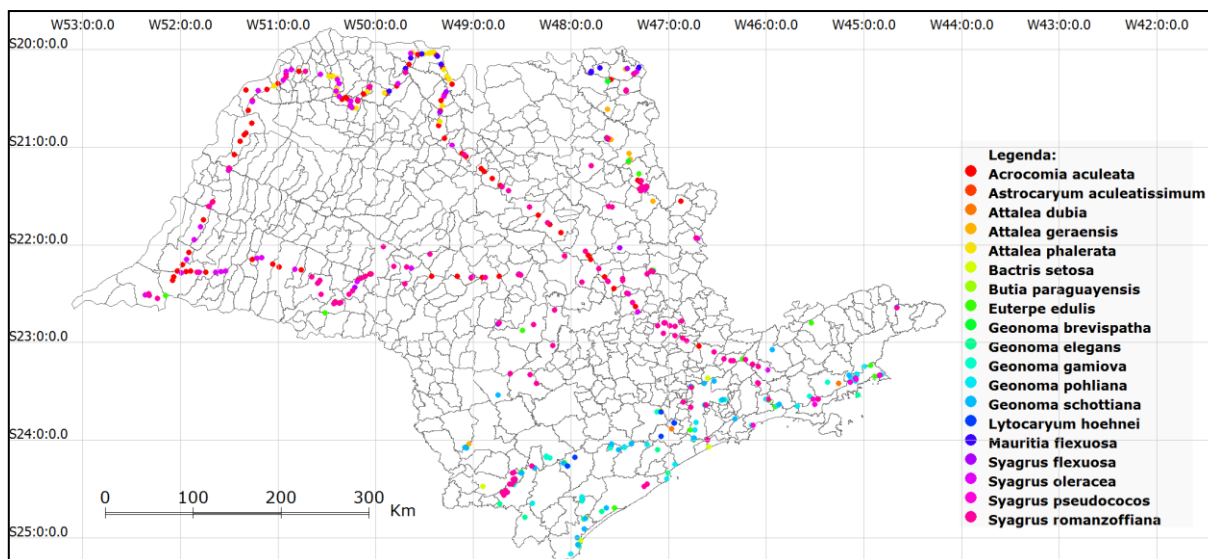 W53:0:0.0 W52:0:0.0 W51:0:0.0 W50:0:0.0 W49:0:0.0 W48:0:0.0 W47:0:0.0 W46:0:0.0 W45:0:0.0 W44:0:0.0 W43:0:0.0 W42:0:0.0
S20:0:0.0
S21:0:0.0
S22:0:0.0
S23:0:0.0
S24:0:0.0
S25:0:0.0
Legenda:
Acrocomia aculeata
Astrocaryum aculeatissimum
Attalea dubia
Attalea geraensis
Attalea phalerata
Bactris setosa
Butia paraguayensis
Euterpe edulis
Geonoma brevispatha
Geonoma elegans
Geonoma gamiova
Geonoma pohliana
Geonoma schottiana
Lytocaryum hoehnei
Mauritia flexuosa
Syagrus flexuosa
Syagrus oleracea
Syagrus pseudococos
Syagrus romanzoffiana
0 100 200 300
Km